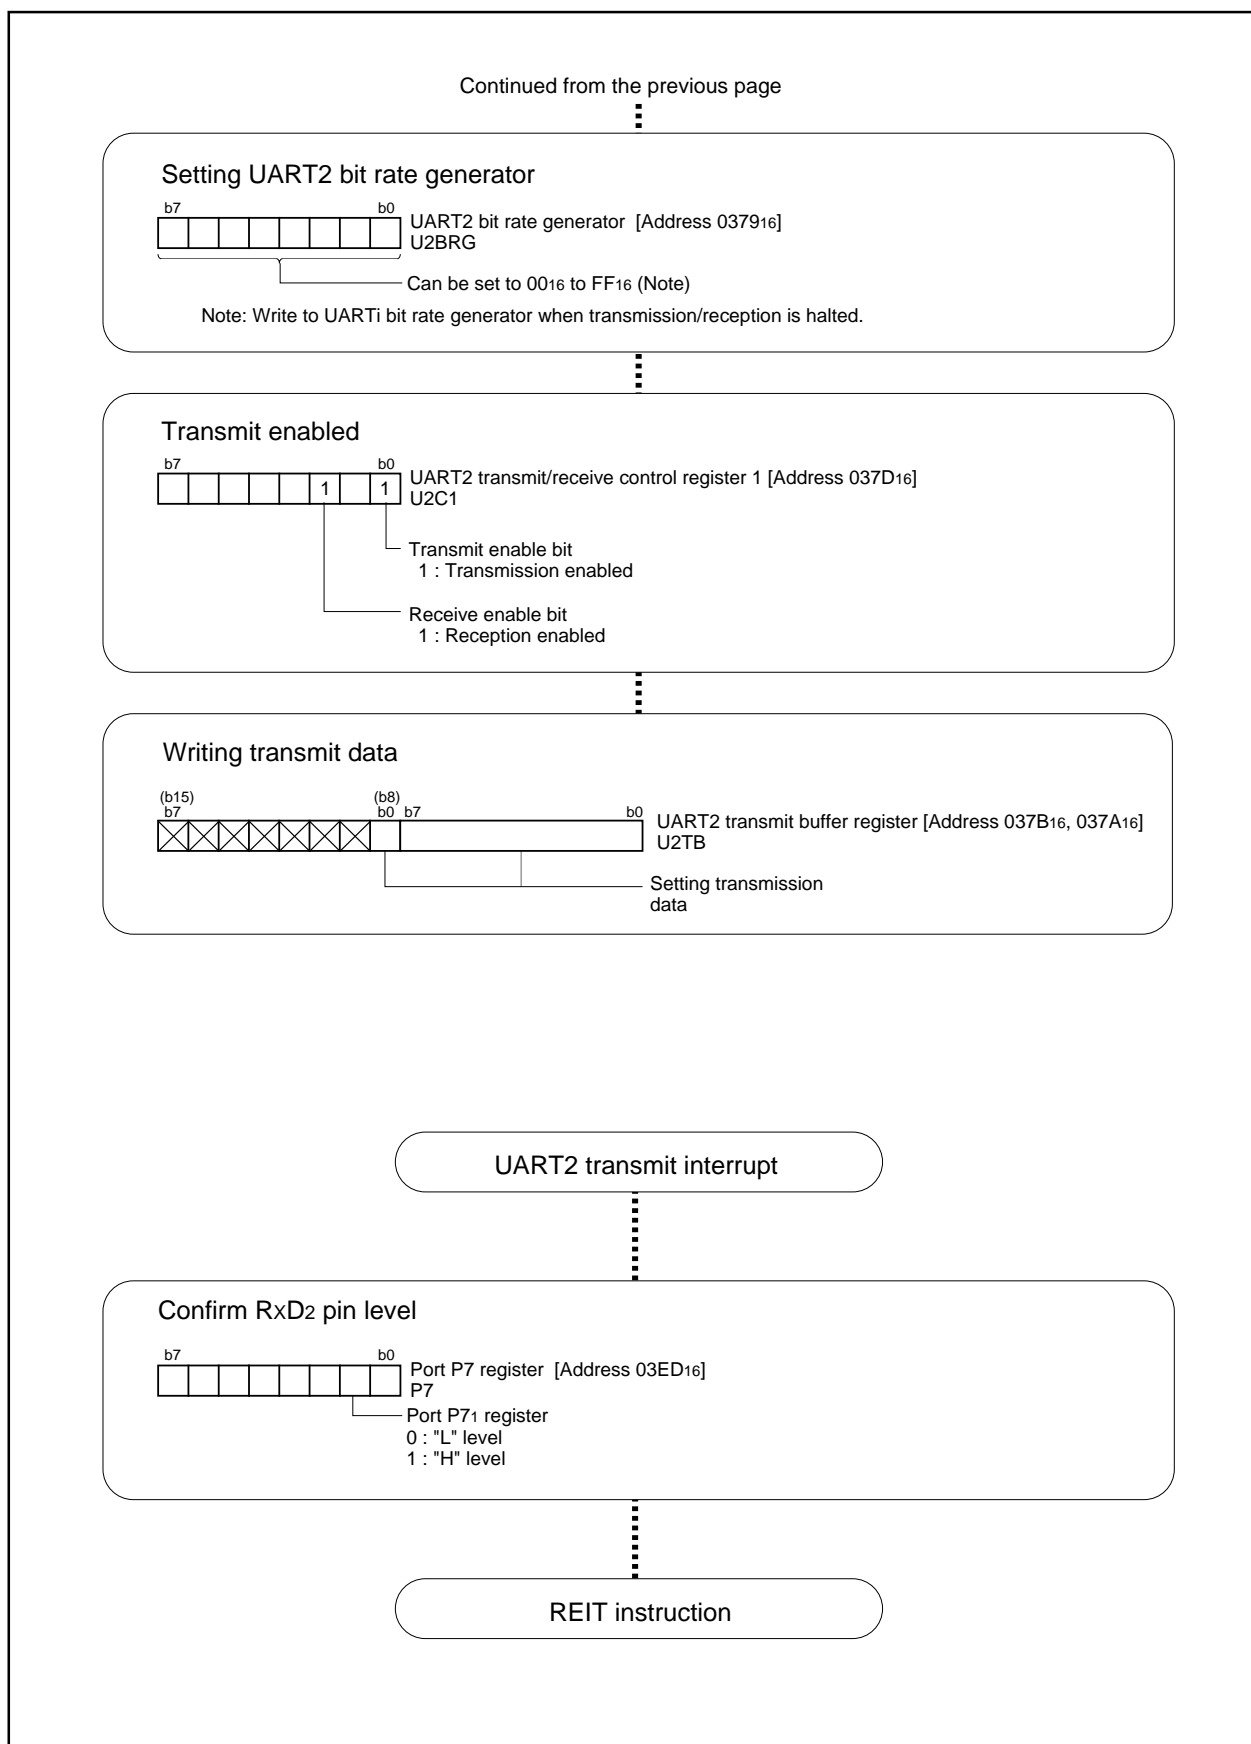 Continued from the previous page
Setting UART2 bit rate generator
b7 b0
UART2 bit rate generator [Address 037916]
U2BRG
Can be set to 0016 to FF16 (Note)
Note: Write to UARTi bit rate generator when transmission/reception is halted.
Transmit enabled
b7 b0
1 1
UART2 transmit/receive control register 1 [Address 037D16]
U2C1
Transmit enable bit
1 : Transmission enabled
Receive enable bit
1 : Reception enabled
Writing transmit data
(b15) (b8)
b7 b0 b7 b0
UART2 transmit buffer register [Address 037B16, 037A16]
U2TB
Setting transmission
data
UART2 transmit interrupt
Confirm RxD2 pin level
b7 b0
Port P7 register [Address 03ED16]
P7
Port P71 register
0 : "L" level
1 : "H" level
REIT instruction